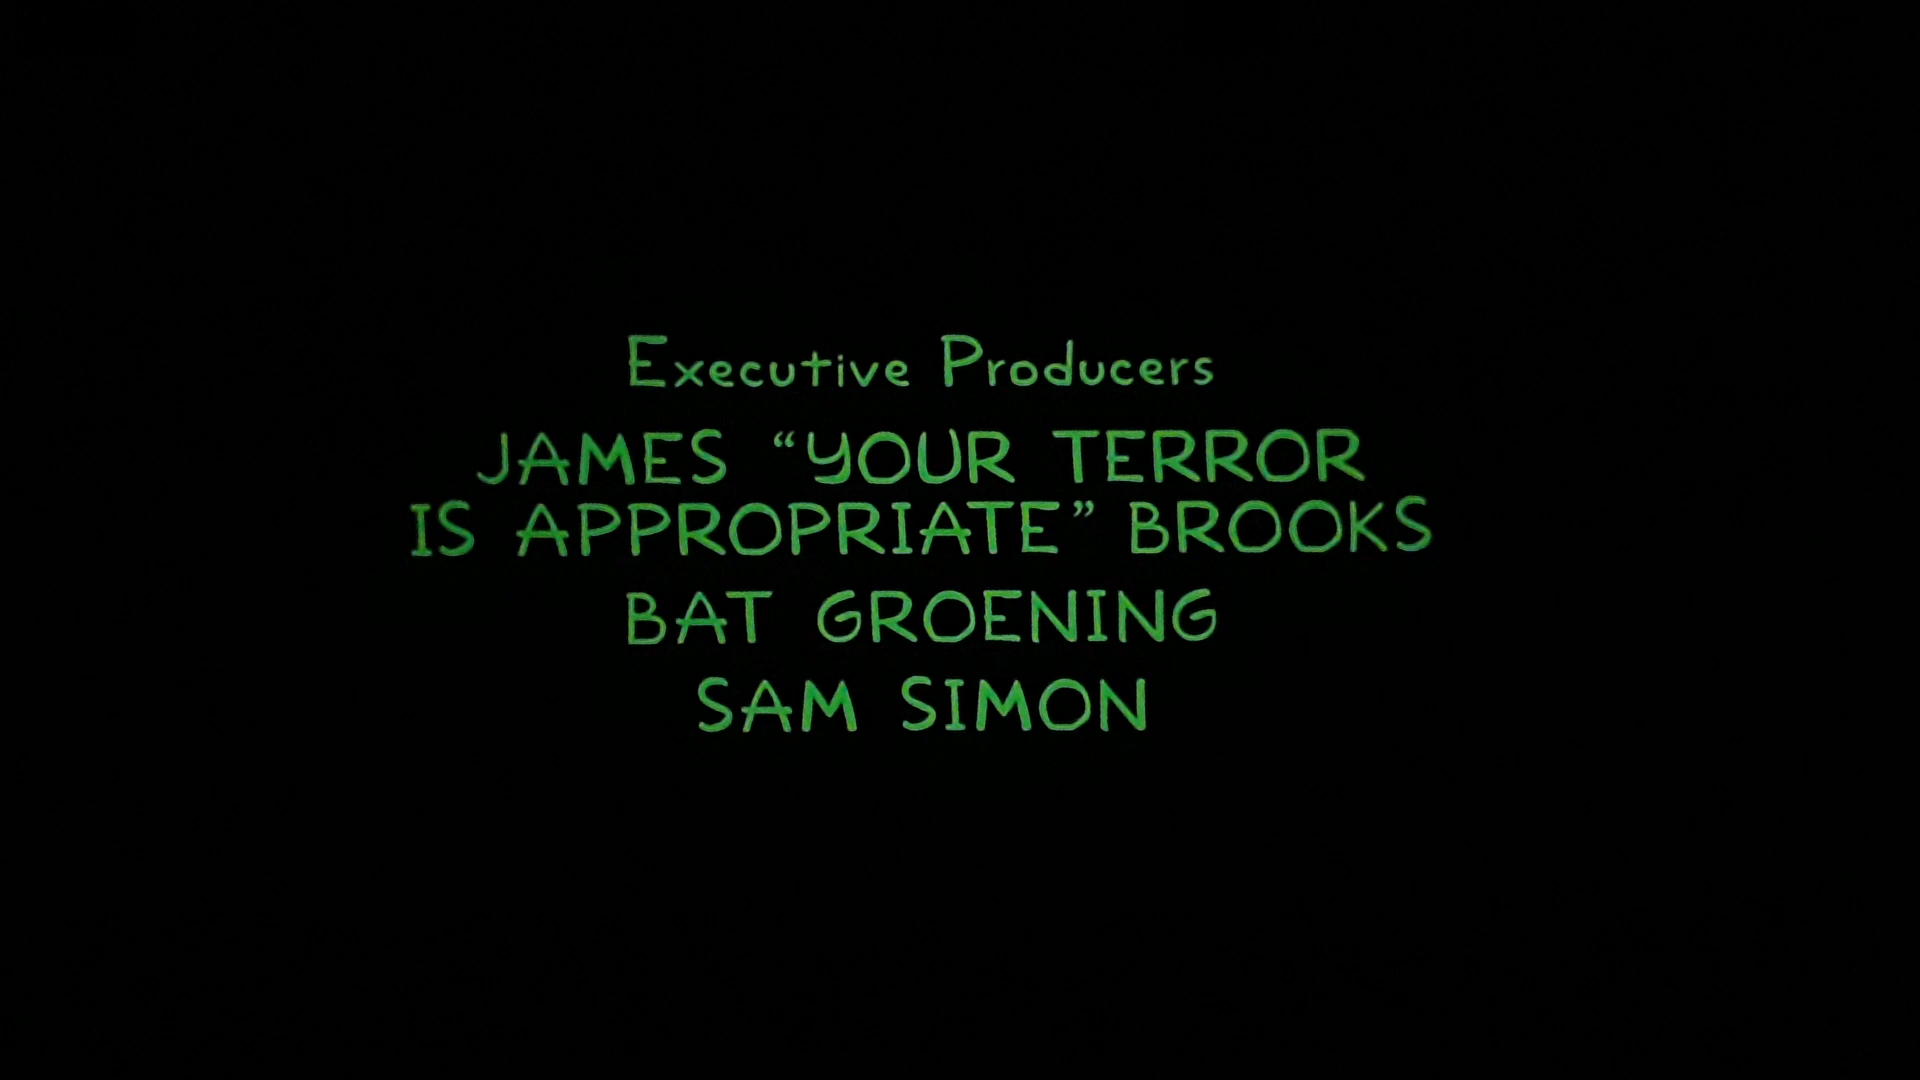 Executive Producers
JAMES “YOUR TERROR
IS APPROPRIATE” BROOKS
BAT GROENING
SAM SIMON